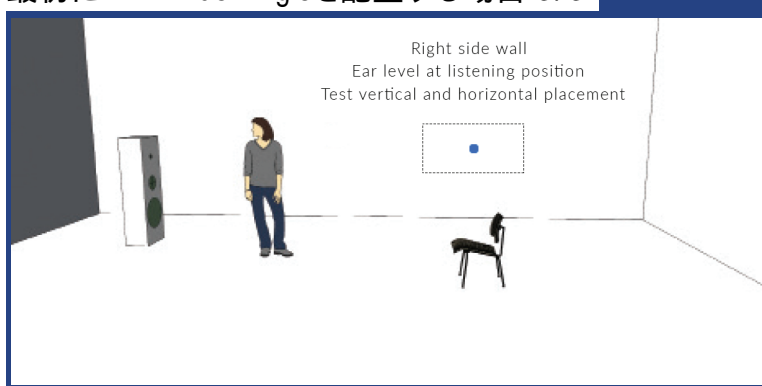 Right side wall
Ear level at listening position
Test vertical and horizontal placement